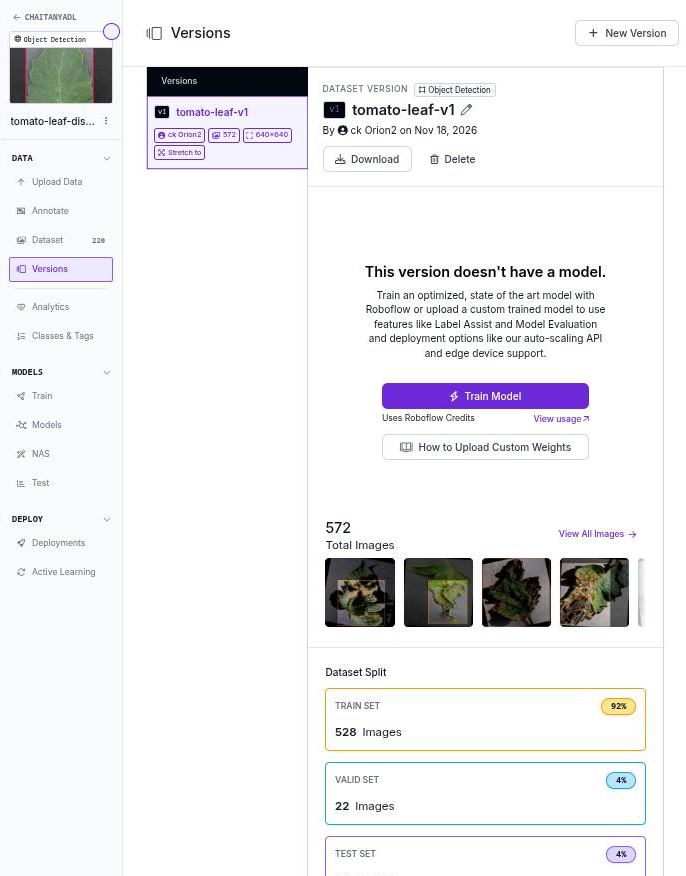 CHAITANYADL
Object Detection
tomato-leaf-dis...
DATA
Upload Data
Annotate
Dataset 220
Versions
Analytics
Classes & Tags
MODELS
Train
Models
NAS
Test
DEPLOY
Deployments
Active Learning
Versions
New Version
Versions
v1 tomato-leaf-v1
ck Orion2 572 640×640
Stretch to
DATASET VERSION Object Detection
v1 tomato-leaf-v1
By ck Orion2 on Nov 18, 2026
Download Delete
This version doesn't have a model.
Train an optimized, state of the art model with
Roboflow or upload a custom trained model to use
features like Label Assist and Model Evaluation
and deployment options like our auto-scaling API
and edge device support.
Train Model
Uses Roboflow Credits View usage
How to Upload Custom Weights
572
Total Images
View All Images
Dataset Split
TRAIN SET 92%
528 Images
VALID SET 4%
22 Images
TEST SET 4%